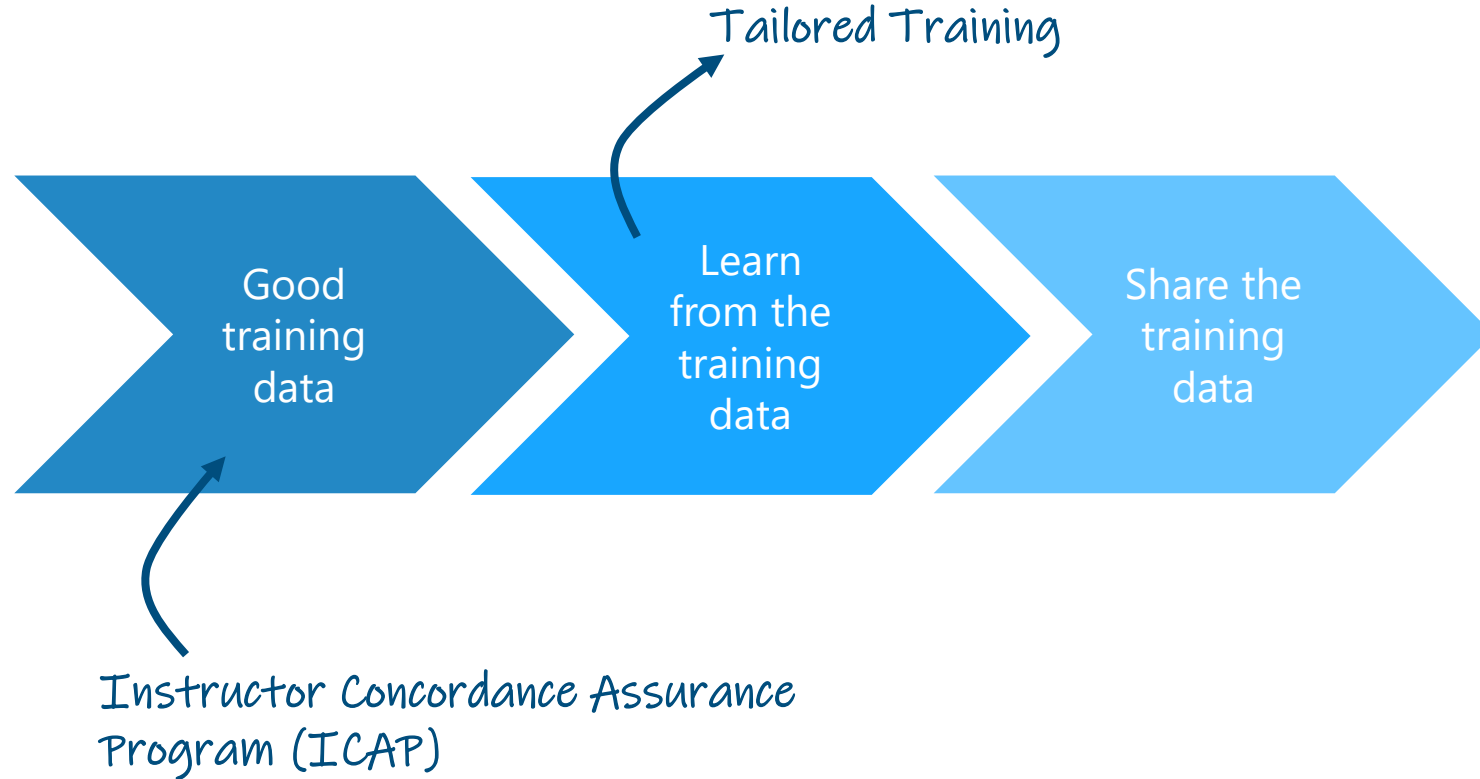 Tailored Training
Good
training
data
Learn
from the
training
data
Share the
training
data
Instructor Concordance Assurance
Program (ICAP)